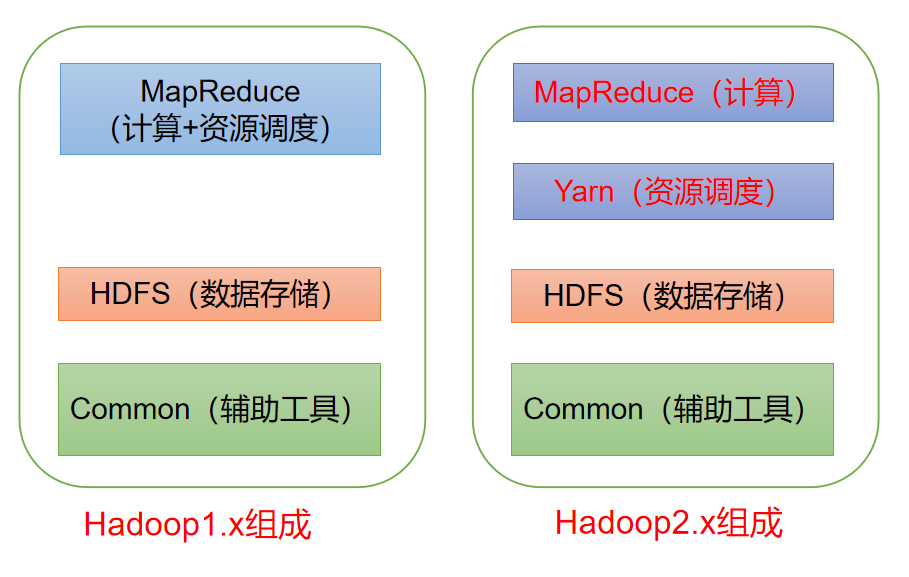 MapReduce
（计算+资源调度）
HDFS（数据存储）
Common（辅助工具）
Hadoop1.x组成
MapReduce（计算）
Yarn（资源调度）
HDFS（数据存储）
Common（辅助工具）
Hadoop2.x组成